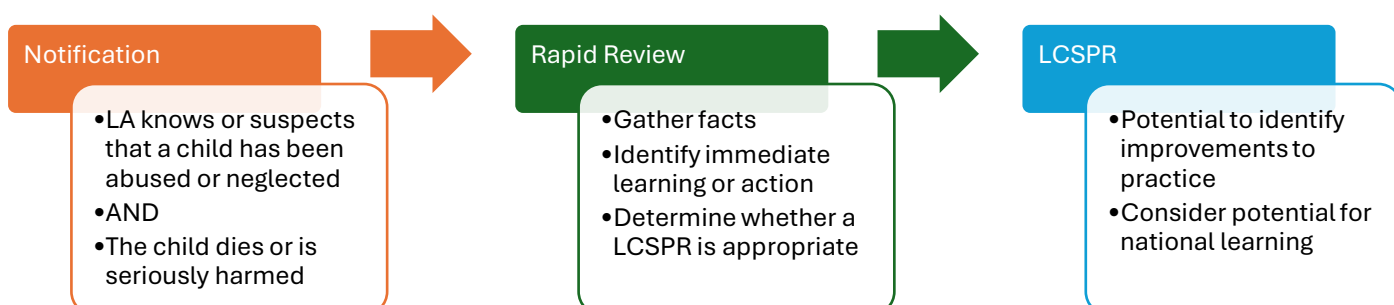 Notification
•LA knows or suspects
that a child has been
abused or neglected
•AND
•The child dies or is
seriously harmed
Rapid Review
•Gather facts
•Identify immediate
learning or action
•Determine whether a
LCSPR is appropriate
LCSPR
•Potential to identify
improvements to
practice
•Consider potential for
national learning